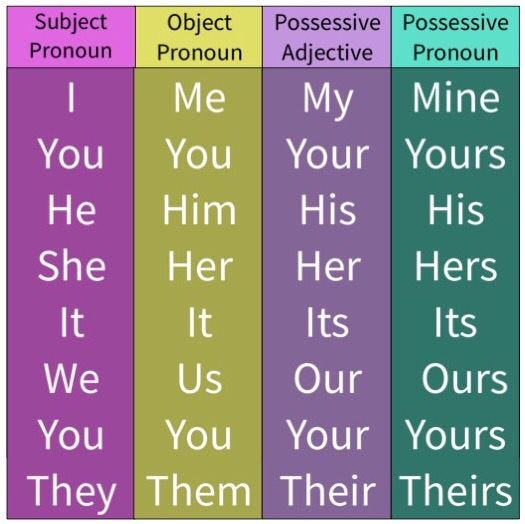 Subject Pronoun Object Pronoun Possessive Adjective Possessive Pronoun
I Me My Mine
You You Your Yours
He Him His His
She Her Her Hers
It It Its Its
We Us Our Ours
You You Your Yours
They Them Their Theirs